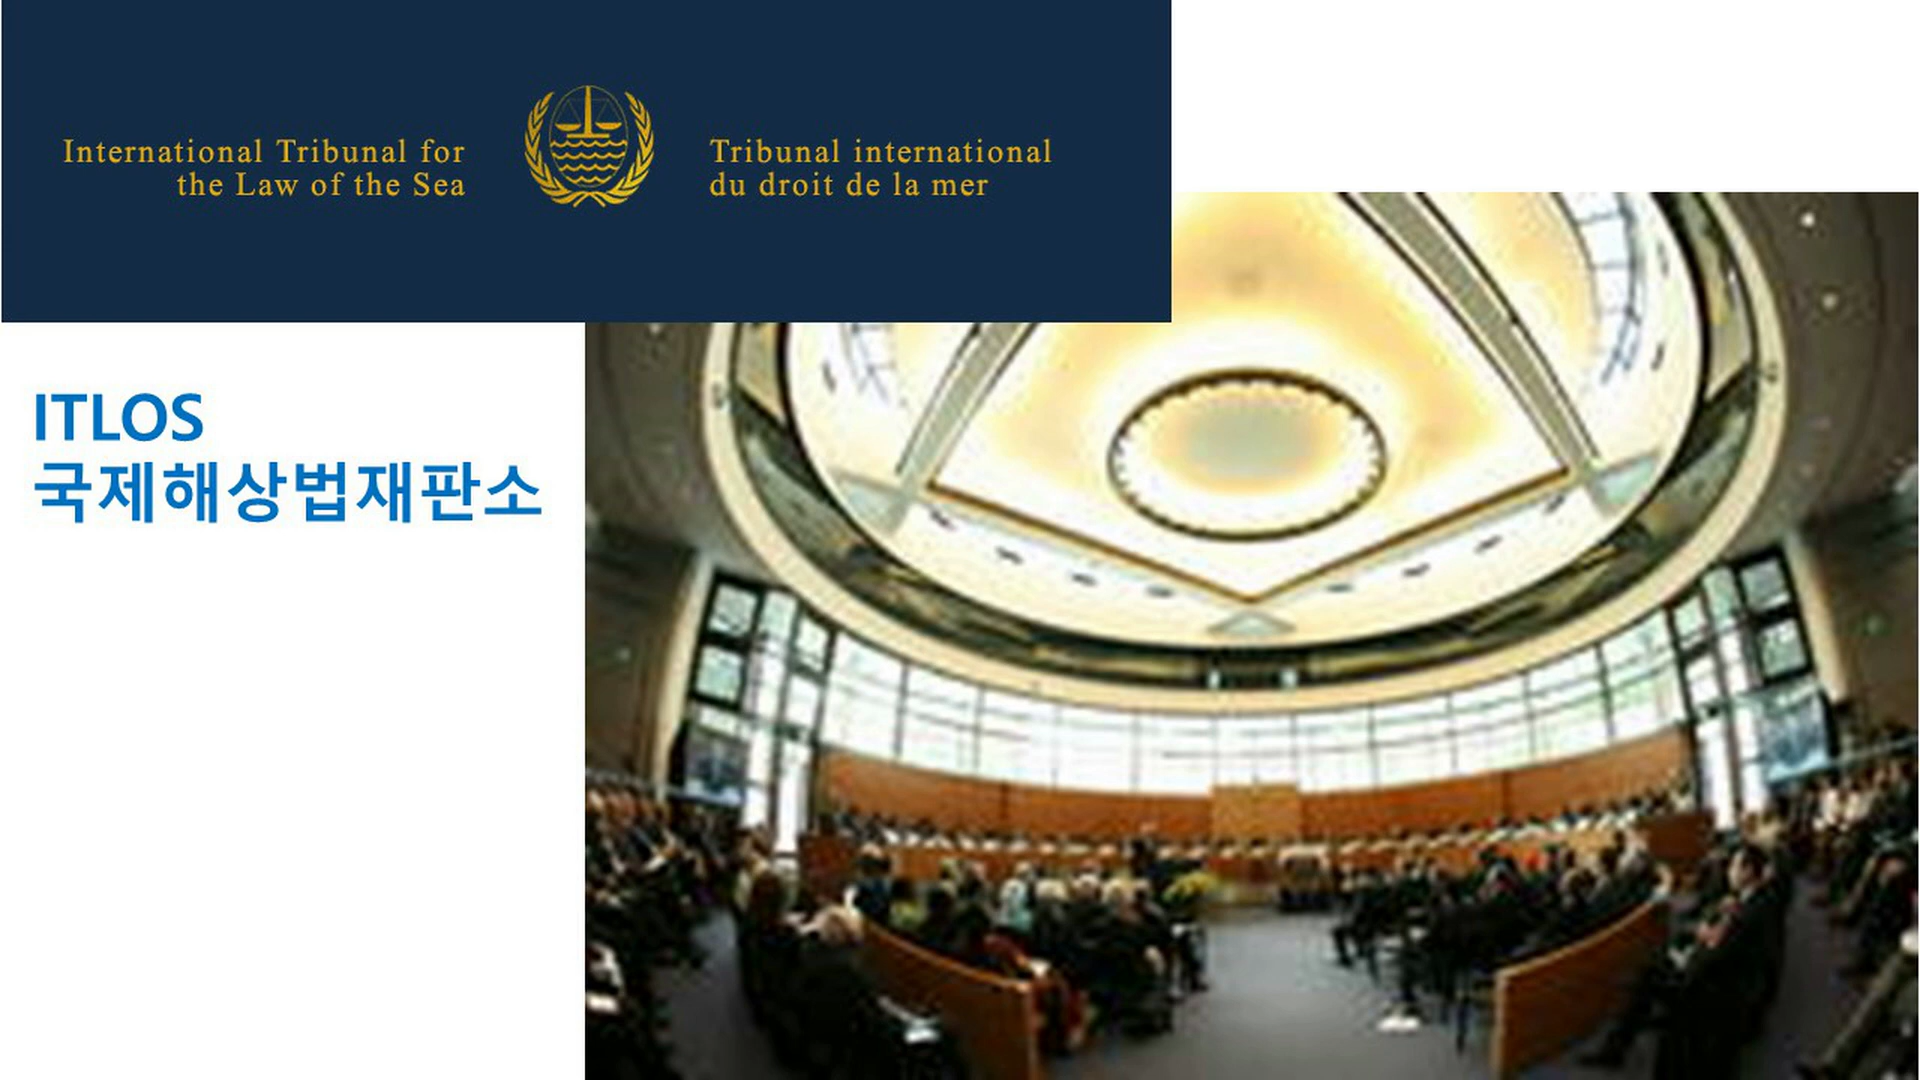 International Tribunal for
the Law of the Sea
Tribunal international
du droit de la mer
ITLOS
국제해상법재판소